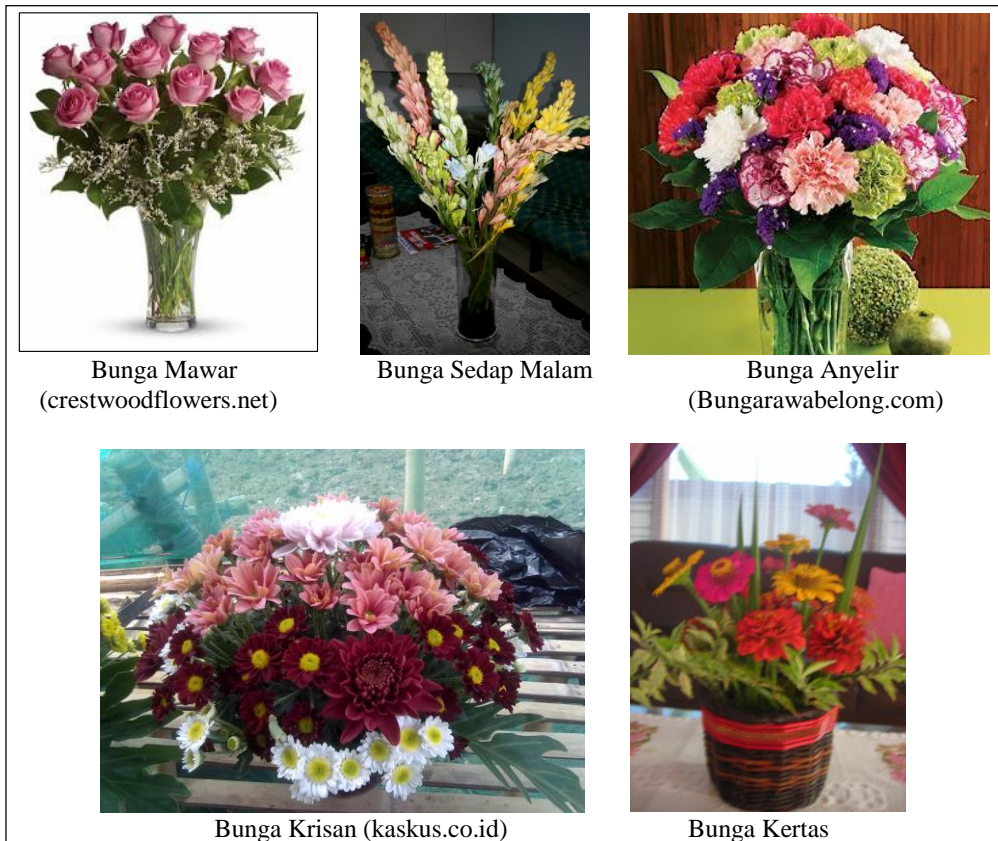 Bunga Mawar
(crestwoodflowers.net)
Bunga Sedap Malam
Bunga Anyelir
(Bungarawabelong.com)
Bunga Krisan (kaskus.co.id)
Bunga Kertas